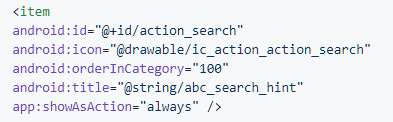 <item
android:id="@+id/action_search"
android:icon="@drawable/ic_action_action_search"
android:orderInCategory="100"
android:title="@string/abc_search_hint"
app:showAsAction="always" />